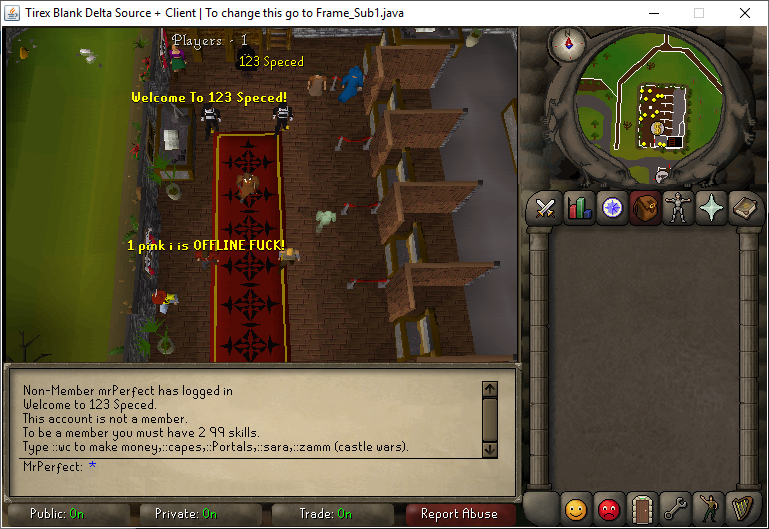 Tirex Blank Delta Source + Client | To change this go to Frame_Sub1.java
Players - 1
123 Speced
Welcome To 123 Speced!
1 pink i is OFFLINE FUCK!
Non-Member mrPerfect has logged in
Welcome to 123 Speced.
This account is not a member.
To be a member you must have 2 99 skills.
Type ::wc to make money,::capes,::Portals,::sara,::zamm (castle wars).
MrPerfect: *
Public: On
Private: On
Trade: On
Report Abuse